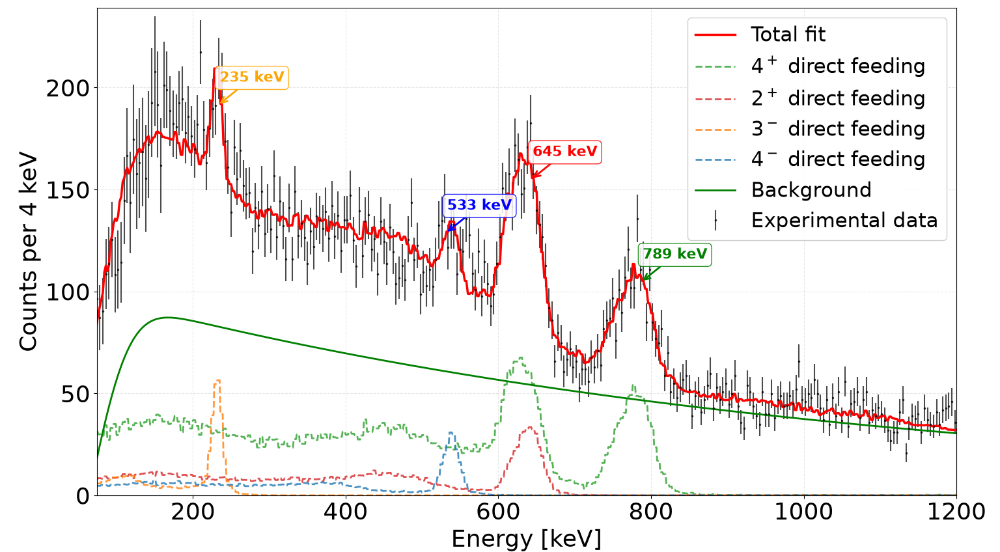 Counts per 4 keV
200
150
100
50
0
235 keV
533 keV
645 keV
789 keV
Total fit
4⁺ direct feeding
2⁺ direct feeding
3⁻ direct feeding
4⁻ direct feeding
Background
Experimental data
200 400 600 800 1000 1200
Energy [keV]